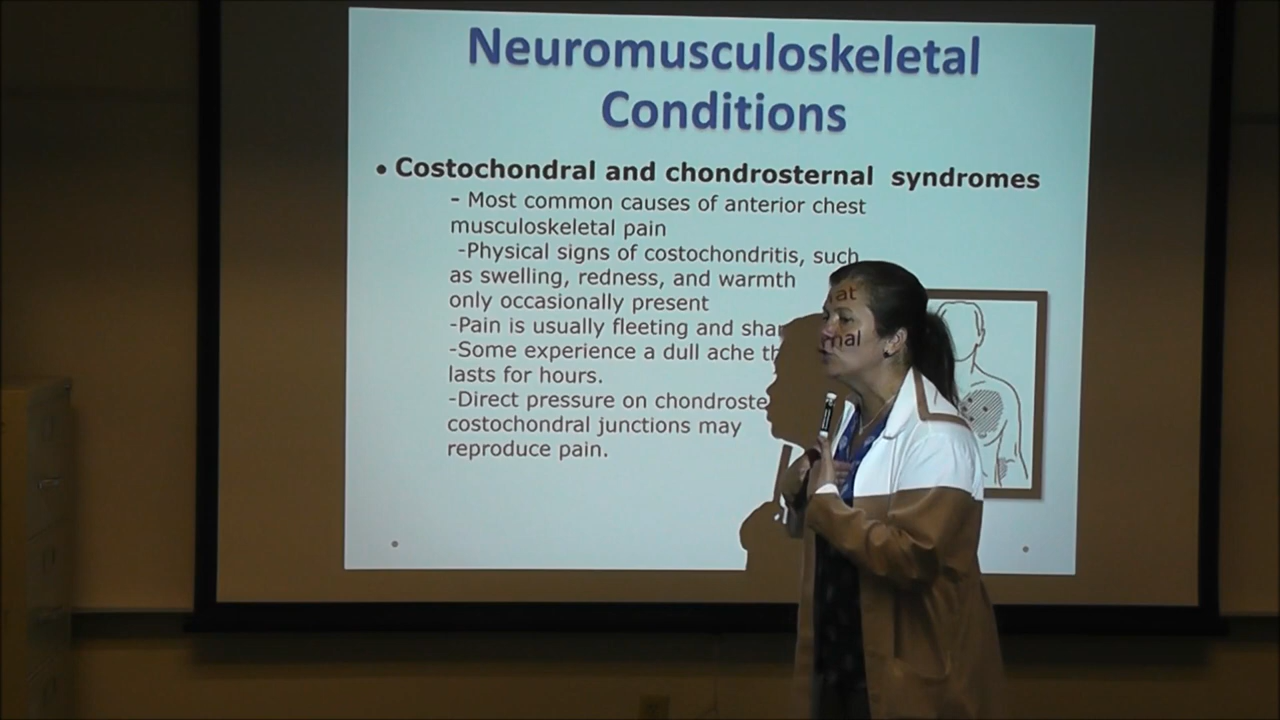 Neuromusculoskeletal
Conditions
• Costochondral and chondrosternal syndromes
- Most common causes of anterior chest
musculoskeletal pain
-Physical signs of costochondritis, such
as swelling, redness, and warmth
only occasionally present
-Pain is usually fleeting and shar
-Some experience a dull ache th at
lasts for hours.
-Direct pressure on chondroste nal
costochondral junctions may
reproduce pain.